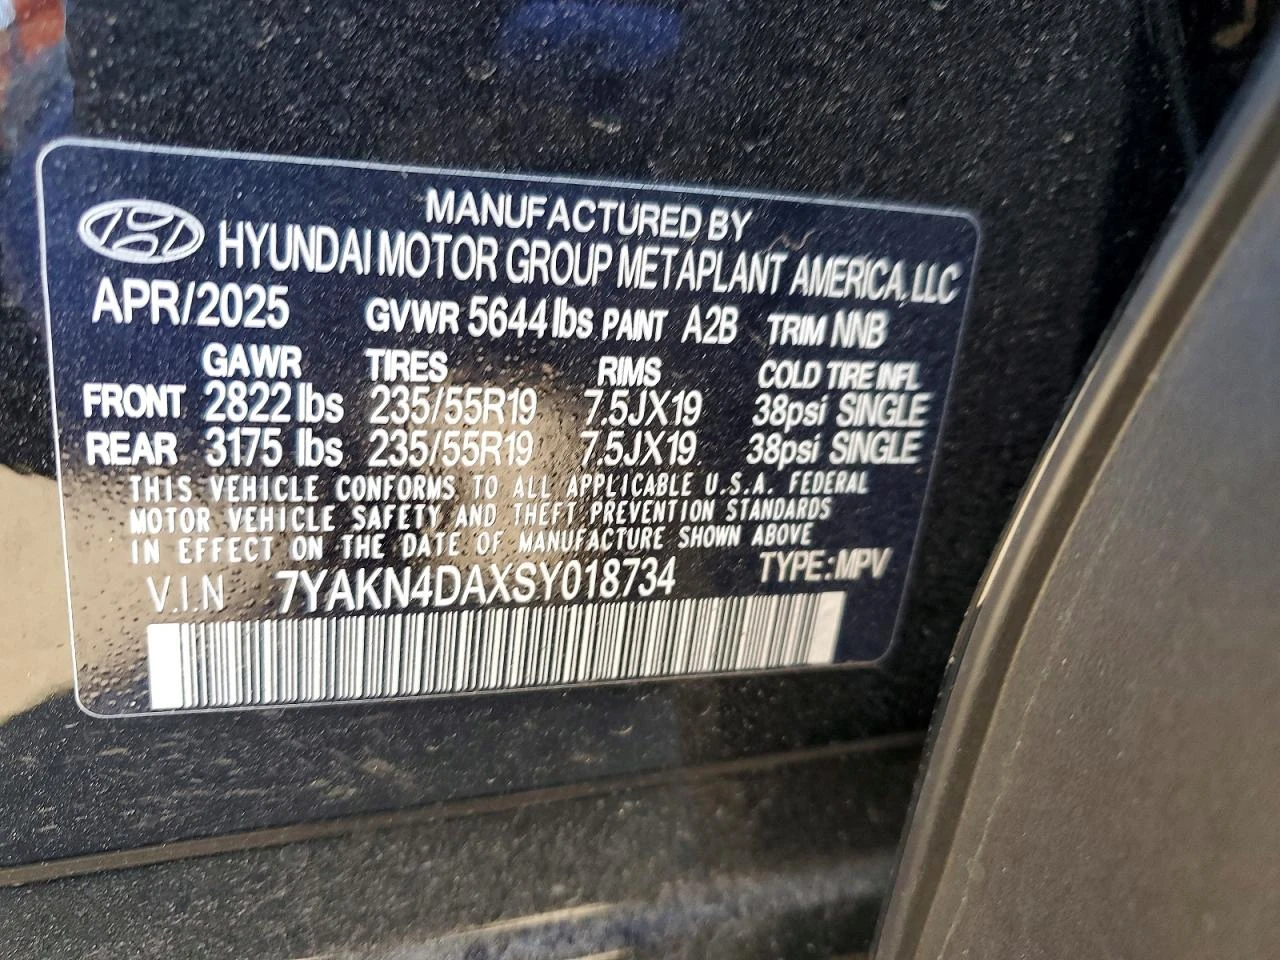 MANUFACTURED BY
HYUNDAI MOTOR GROUP METAPLANT AMERICA, LLC
APR/2025 GVWR 5644 lbs PAINT A2B TRIM NNB
GAWR TIRES RIMS COLD TIRE INFL
FRONT 2822 lbs 235/55R19 7.5JX19 38psi SINGLE
REAR 3175 lbs 235/55R19 7.5JX19 38psi SINGLE
THIS VEHICLE CONFORMS TO ALL APPLICABLE U.S.A. FEDERAL
MOTOR VEHICLE SAFETY AND THEFT PREVENTION STANDARDS
IN EFFECT ON THE DATE OF MANUFACTURE SHOWN ABOVE
V.I.N 7YAKN4DAXSY018734 TYPE: MPV